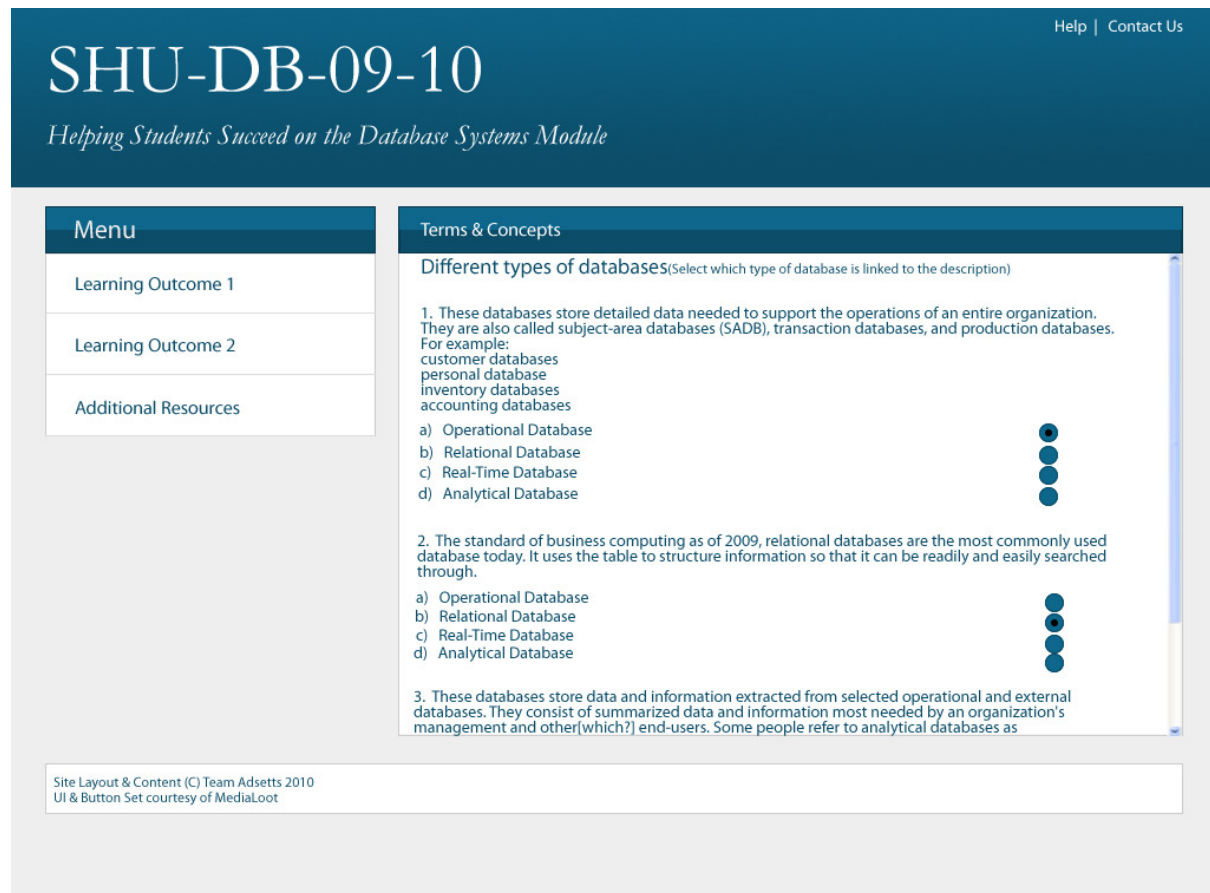 Help | Contact Us
SHU-DB-09-10
Helping Students Succeed on the Database Systems Module
Menu
Learning Outcome 1
Learning Outcome 2
Additional Resources
Terms & Concepts
Different types of databases(Select which type of database is linked to the description)
1. These databases store detailed data needed to support the operations of an entire organization.
They are also called subject-area databases (SADB), transaction databases, and production databases.
For example:
customer databases
personal database
inventory databases
accounting databases
a) Operational Database
b) Relational Database
c) Real-Time Database
d) Analytical Database
2. The standard of business computing as of 2009, relational databases are the most commonly used
database today. It uses the table to structure information so that it can be readily and easily searched
through.
a) Operational Database
b) Relational Database
c) Real-Time Database
d) Analytical Database
3. These databases store data and information extracted from selected operational and external
databases. They consist of summarized data and information most needed by an organization's
management and other[which?] end-users. Some people refer to analytical databases as
Site Layout & Content (C) Team Adsetts 2010
UI & Button Set courtesy of MediaLoot